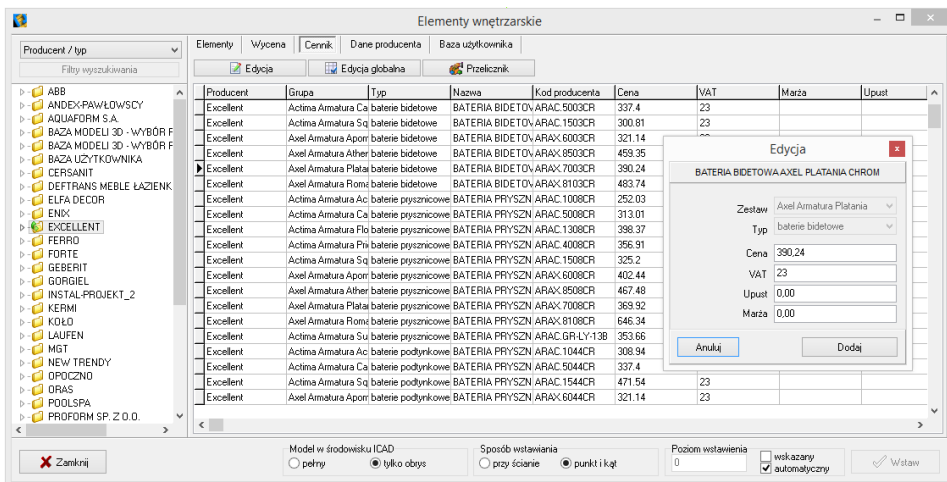 Elementy wnętrzarskie
Producent / typ
Filtry wyszukiwania
ABB
ANDEX-PAWŁOWSCY
AQUAFORM S.A.
BAZA MODELI 3D - WYBÓR F
BAZA MODELI 3D - WYBÓR F
BAZA UŻYTKOWNIKA
CERSANIT
DEFTRANS MEBLE ŁAZIENK
ELFA DECOR
ENIX
EXCELLENT
FERRO
FORTE
GEBERIT
GORGIEL
INSTAL-PROJEKT_2
KERMI
KOŁO
LAUFEN
MGT
NEW TRENDY
OPOCZNO
ORAS
POOLSPA
PROFORM SP. Z O.O.
Elementy Wycena Cennik Dane producenta Baza użytkownika
Edycja Edycja globalna Przelicznik
Producent Grupa Typ Nazwa Kod producenta Cena VAT Marża Upust
Excellent Actima Armatura Ca baterie bidetowe BATERIA BIDETOV ARAC.5003CR 337.4 23
Excellent Actima Armatura Sq baterie bidetowe BATERIA BIDETOV ARAC.1503CR 300.81 23
Excellent Axel Armatura Apom baterie bidetowe BATERIA BIDETOV ARAX.6003CR 321.14
Excellent Axel Armatura Ather baterie bidetowe BATERIA BIDETOV ARAX.8503CR 459.35
Excellent Axel Armatura Platar baterie bidetowe BATERIA BIDETOV ARAX.7003CR 390.24
Excellent Axel Armatura Roma baterie bidetowe BATERIA BIDETOV ARAX.8103CR 483.74
Excellent Actima Armatura Ac baterie prysznicowe BATERIA PRYSZN ARAC.1008CR 252.03
Excellent Actima Armatura Ca baterie prysznicowe BATERIA PRYSZN ARAC.5008CR 313.01
Excellent Actima Armatura Flo baterie prysznicowe BATERIA PRYSZN ARAC.1308CR 398.37
Excellent Actima Armatura Pri baterie prysznicowe BATERIA PRYSZN ARAC.4008CR 356.91
Excellent Actima Armatura Sq baterie prysznicowe BATERIA PRYSZN ARAC.1508CR 325.2
Excellent Axel Armatura Apom baterie prysznicowe BATERIA PRYSZN ARAX.6008CR 402.44
Excellent Axel Armatura Ather baterie prysznicowe BATERIA PRYSZN ARAX.8508CR 467.48
Excellent Axel Armatura Platar baterie prysznicowe BATERIA PRYSZN ARAX.7008CR 369.92
Excellent Axel Armatura Roma baterie prysznicowe BATERIA PRYSZN ARAX.8108CR 646.34
Excellent Actima Armatura Su baterie prysznicowe BATERIA PRYSZN ARAC.GR-LY-13B 353.66
Excellent Actima Armatura Ac baterie podtynkowe BATERIA PRYSZN ARAC.1044CR 308.94
Excellent Actima Armatura Ca baterie podtynkowe BATERIA PRYSZN ARAC.5044CR 337.4
Excellent Actima Armatura Sq baterie podtynkowe BATERIA PRYSZN ARAC.1544CR 471.54 23
Excellent Axel Armatura Apom baterie podtynkowe BATERIA PRYSZN ARAX.6044CR 321.14 23
Edycja
BATERIA BIDETOWA AXEL PLATANIA CHROM
Zestaw Axel Armatura Platania
Typ baterie bidetowe
Cena 390,24
VAT 23
Upust 0,00
Marża 0,00
Anuluj Dodaj
Zamknij
Model w środowisku ICAD
pełny tylko obrys
Sposób wstawiania
przy ścianie punkt i kąt
Poziom wstawienia
0
wskazany
automatyczny
Wstaw